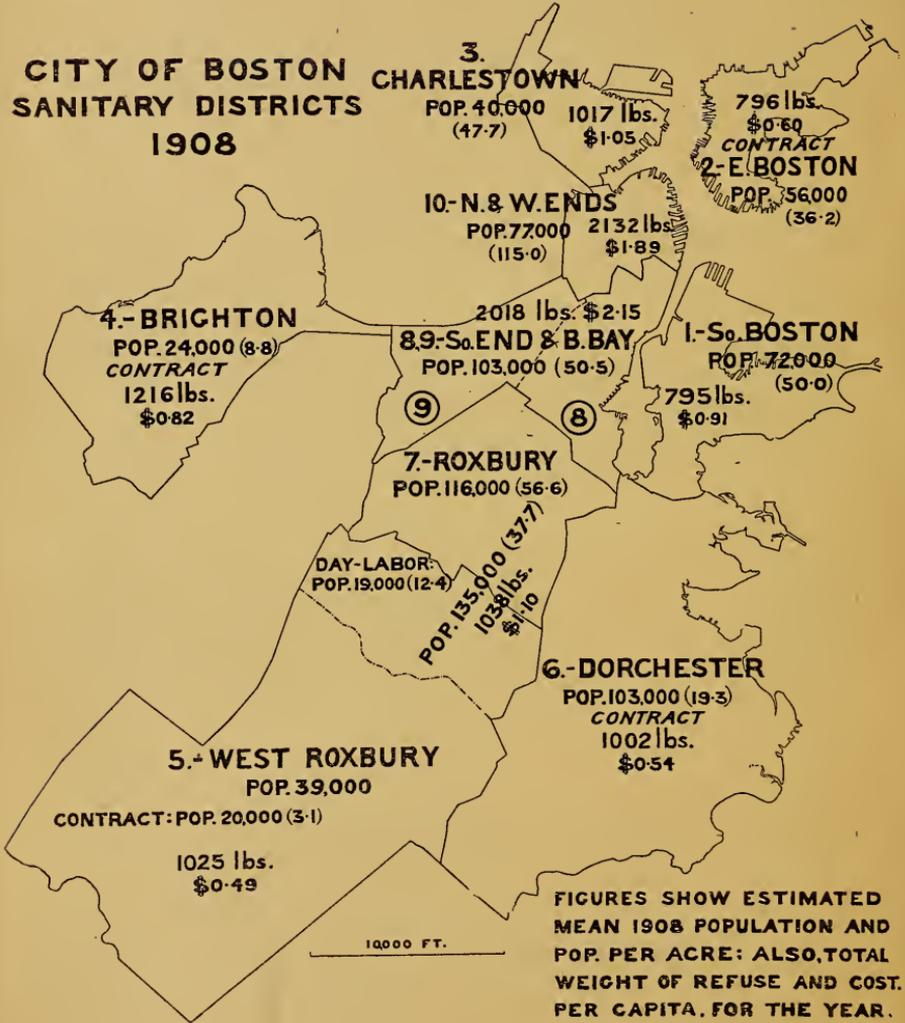 CITY OF BOSTON
SANITARY DISTRICTS
1908
3.
CHARLESTOWN
POP. 40,000
(47·7)
1017 lbs.
$1·05
796 lbs.
$0·60
CONTRACT
2-E. BOSTON
POP. 56,000
(36·2)
10.-N.& W. ENDS
POP. 77,000
(115·0)
2132 lbs.
$1·89
4.-BRIGHTON
POP. 24,000 (8·8)
CONTRACT
1216 lbs.
$0·82
2018 lbs. $2·15
8,9-So. END & B. BAY
POP. 103,000 (50·5)
9
8
1.-So. BOSTON
POP. 72,000
(50·0)
795 lbs.
$0·91
7.-ROXBURY
POP. 116,000 (56·6)
DAY-LABOR:
POP. 19,000 (12·4)
POP. 135,000 (37·7)
1038 lbs.
$1·10
6.-DORCHESTER
POP. 103,000 (19·3)
CONTRACT
1002 lbs.
$0·54
5.-WEST ROXBURY
POP. 39,000
CONTRACT: POP. 20,000 (3·1)
1025 lbs.
$0·49
10,000 FT.
FIGURES SHOW ESTIMATED
MEAN 1908 POPULATION AND
POP. PER ACRE: ALSO, TOTAL
WEIGHT OF REFUSE AND COST.
PER CAPITA, FOR THE YEAR.